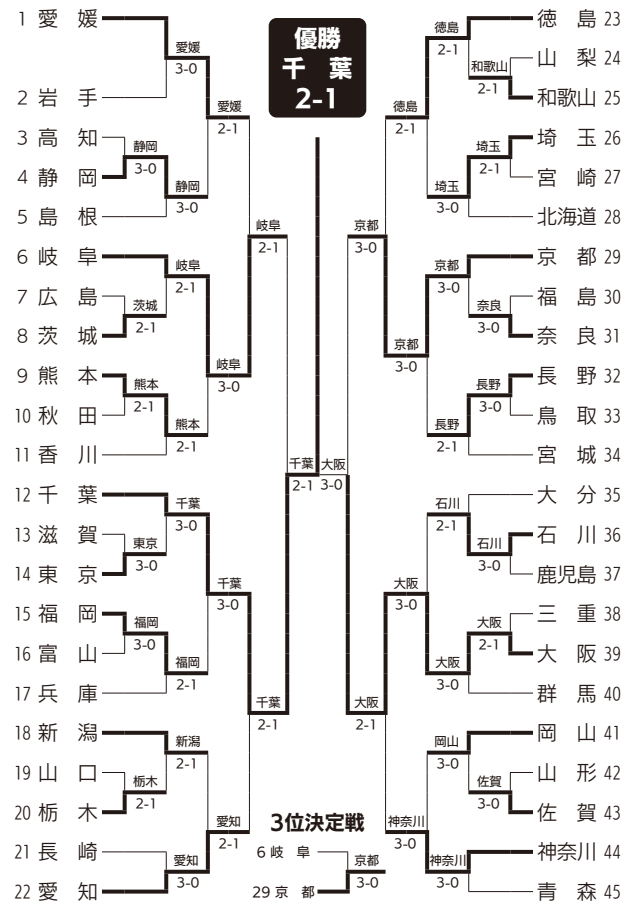 優勝
千葉
2-1
1 愛媛
2 岩手
3 高知
4 静岡
5 島根
6 岐阜
7 広島
8 茨城
9 熊本
10 秋田
11 香川
12 千葉
13 滋賀
14 東京
15 福岡
16 富山
17 兵庫
18 新潟
19 山口
20 栃木
21 長崎
22 愛知
愛媛
3-0
静岡
3-0
静岡
3-0
岐阜
2-1
茨城
2-1
熊本
2-1
熊本
2-1
千葉
3-0
東京
3-0
福岡
3-0
福岡
2-1
新潟
2-1
栃木
2-1
愛知
3-0
愛媛
2-1
岐阜
3-0
千葉
3-0
愛知
2-1
岐阜
2-1
千葉
2-1
千葉
2-1
大阪
3-0
京都
3-0
大阪
2-1
徳島
2-1
京都
3-0
大阪
3-0
神奈川
3-0
徳島
2-1
和歌山
2-1
埼玉
2-1
埼玉
3-0
京都
3-0
奈良
3-0
長野
3-0
長野
2-1
石川
2-1
石川
3-0
大阪
2-1
大阪
3-0
岡山
3-0
佐賀
3-0
神奈川
3-0
徳島 23
山梨 24
和歌山 25
埼玉 26
宮崎 27
北海道 28
京都 29
福島 30
奈良 31
長野 32
鳥取 33
宮城 34
大分 35
石川 36
鹿児島 37
三重 38
大阪 39
群馬 40
岡山 41
山形 42
佐賀 43
神奈川 44
青森 45
3位決定戦
6 岐阜
29 京都
京都
3-0